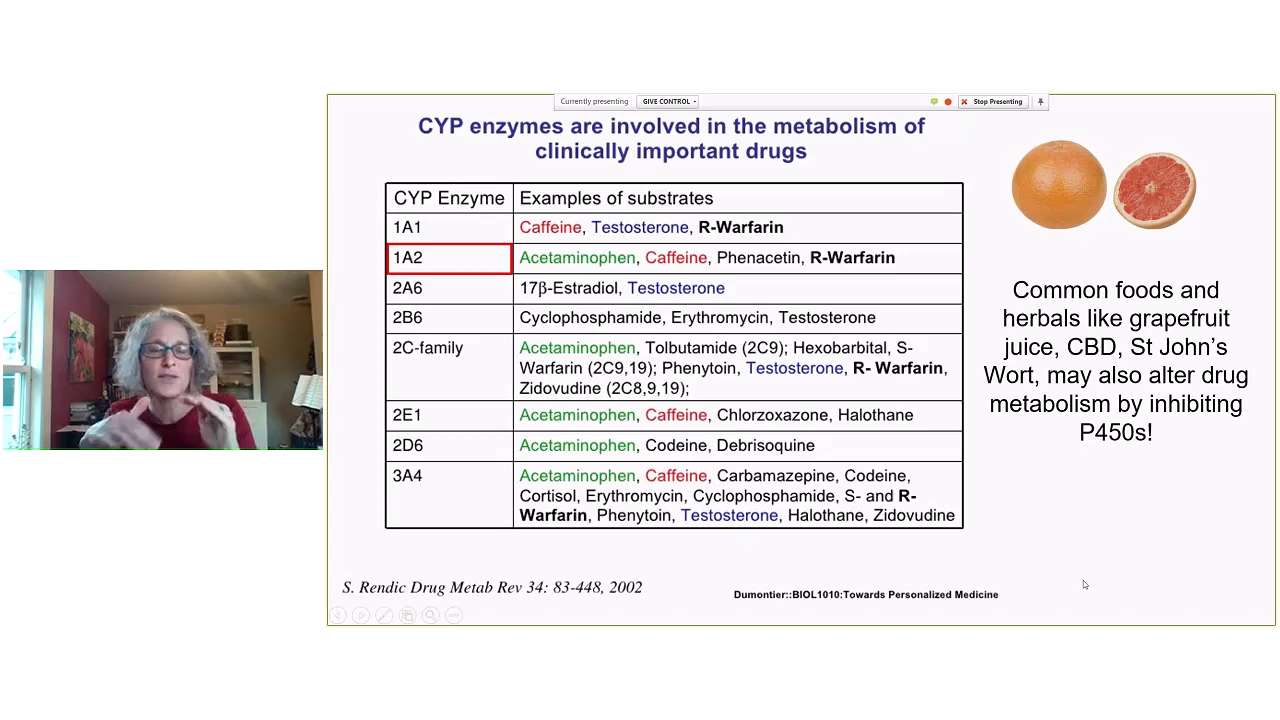 Currently presenting
GIVE CONTROL
Stop Presenting
CYP enzymes are involved in the metabolism of
clinically important drugs
CYP Enzyme Examples of substrates
1A1 Caffeine, Testosterone, R-Warfarin
1A2 Acetaminophen, Caffeine, Phenacetin, R-Warfarin
2A6 17β-Estradiol, Testosterone
2B6 Cyclophosphamide, Erythromycin, Testosterone
2C-family Acetaminophen, Tolbutamide (2C9); Hexobarbital, S-
Warfarin (2C9,19); Phenytoin, Testosterone, R- Warfarin,
Zidovudine (2C8,9,19);
2E1 Acetaminophen, Caffeine, Chlorzoxazone, Halothane
2D6 Acetaminophen, Codeine, Debrisoquine
3A4 Acetaminophen, Caffeine, Carbamazepine, Codeine,
Cortisol, Erythromycin, Cyclophosphamide, S- and R-
Warfarin, Phenytoin, Testosterone, Halothane, Zidovudine
Common foods and
herbals like grapefruit
juice, CBD, St John’s
Wort, may also alter drug
metabolism by inhibiting
P450s!
S. Rendic Drug Metab Rev 34: 83-448, 2002
Dumontier::BIOL1010:Towards Personalized Medicine